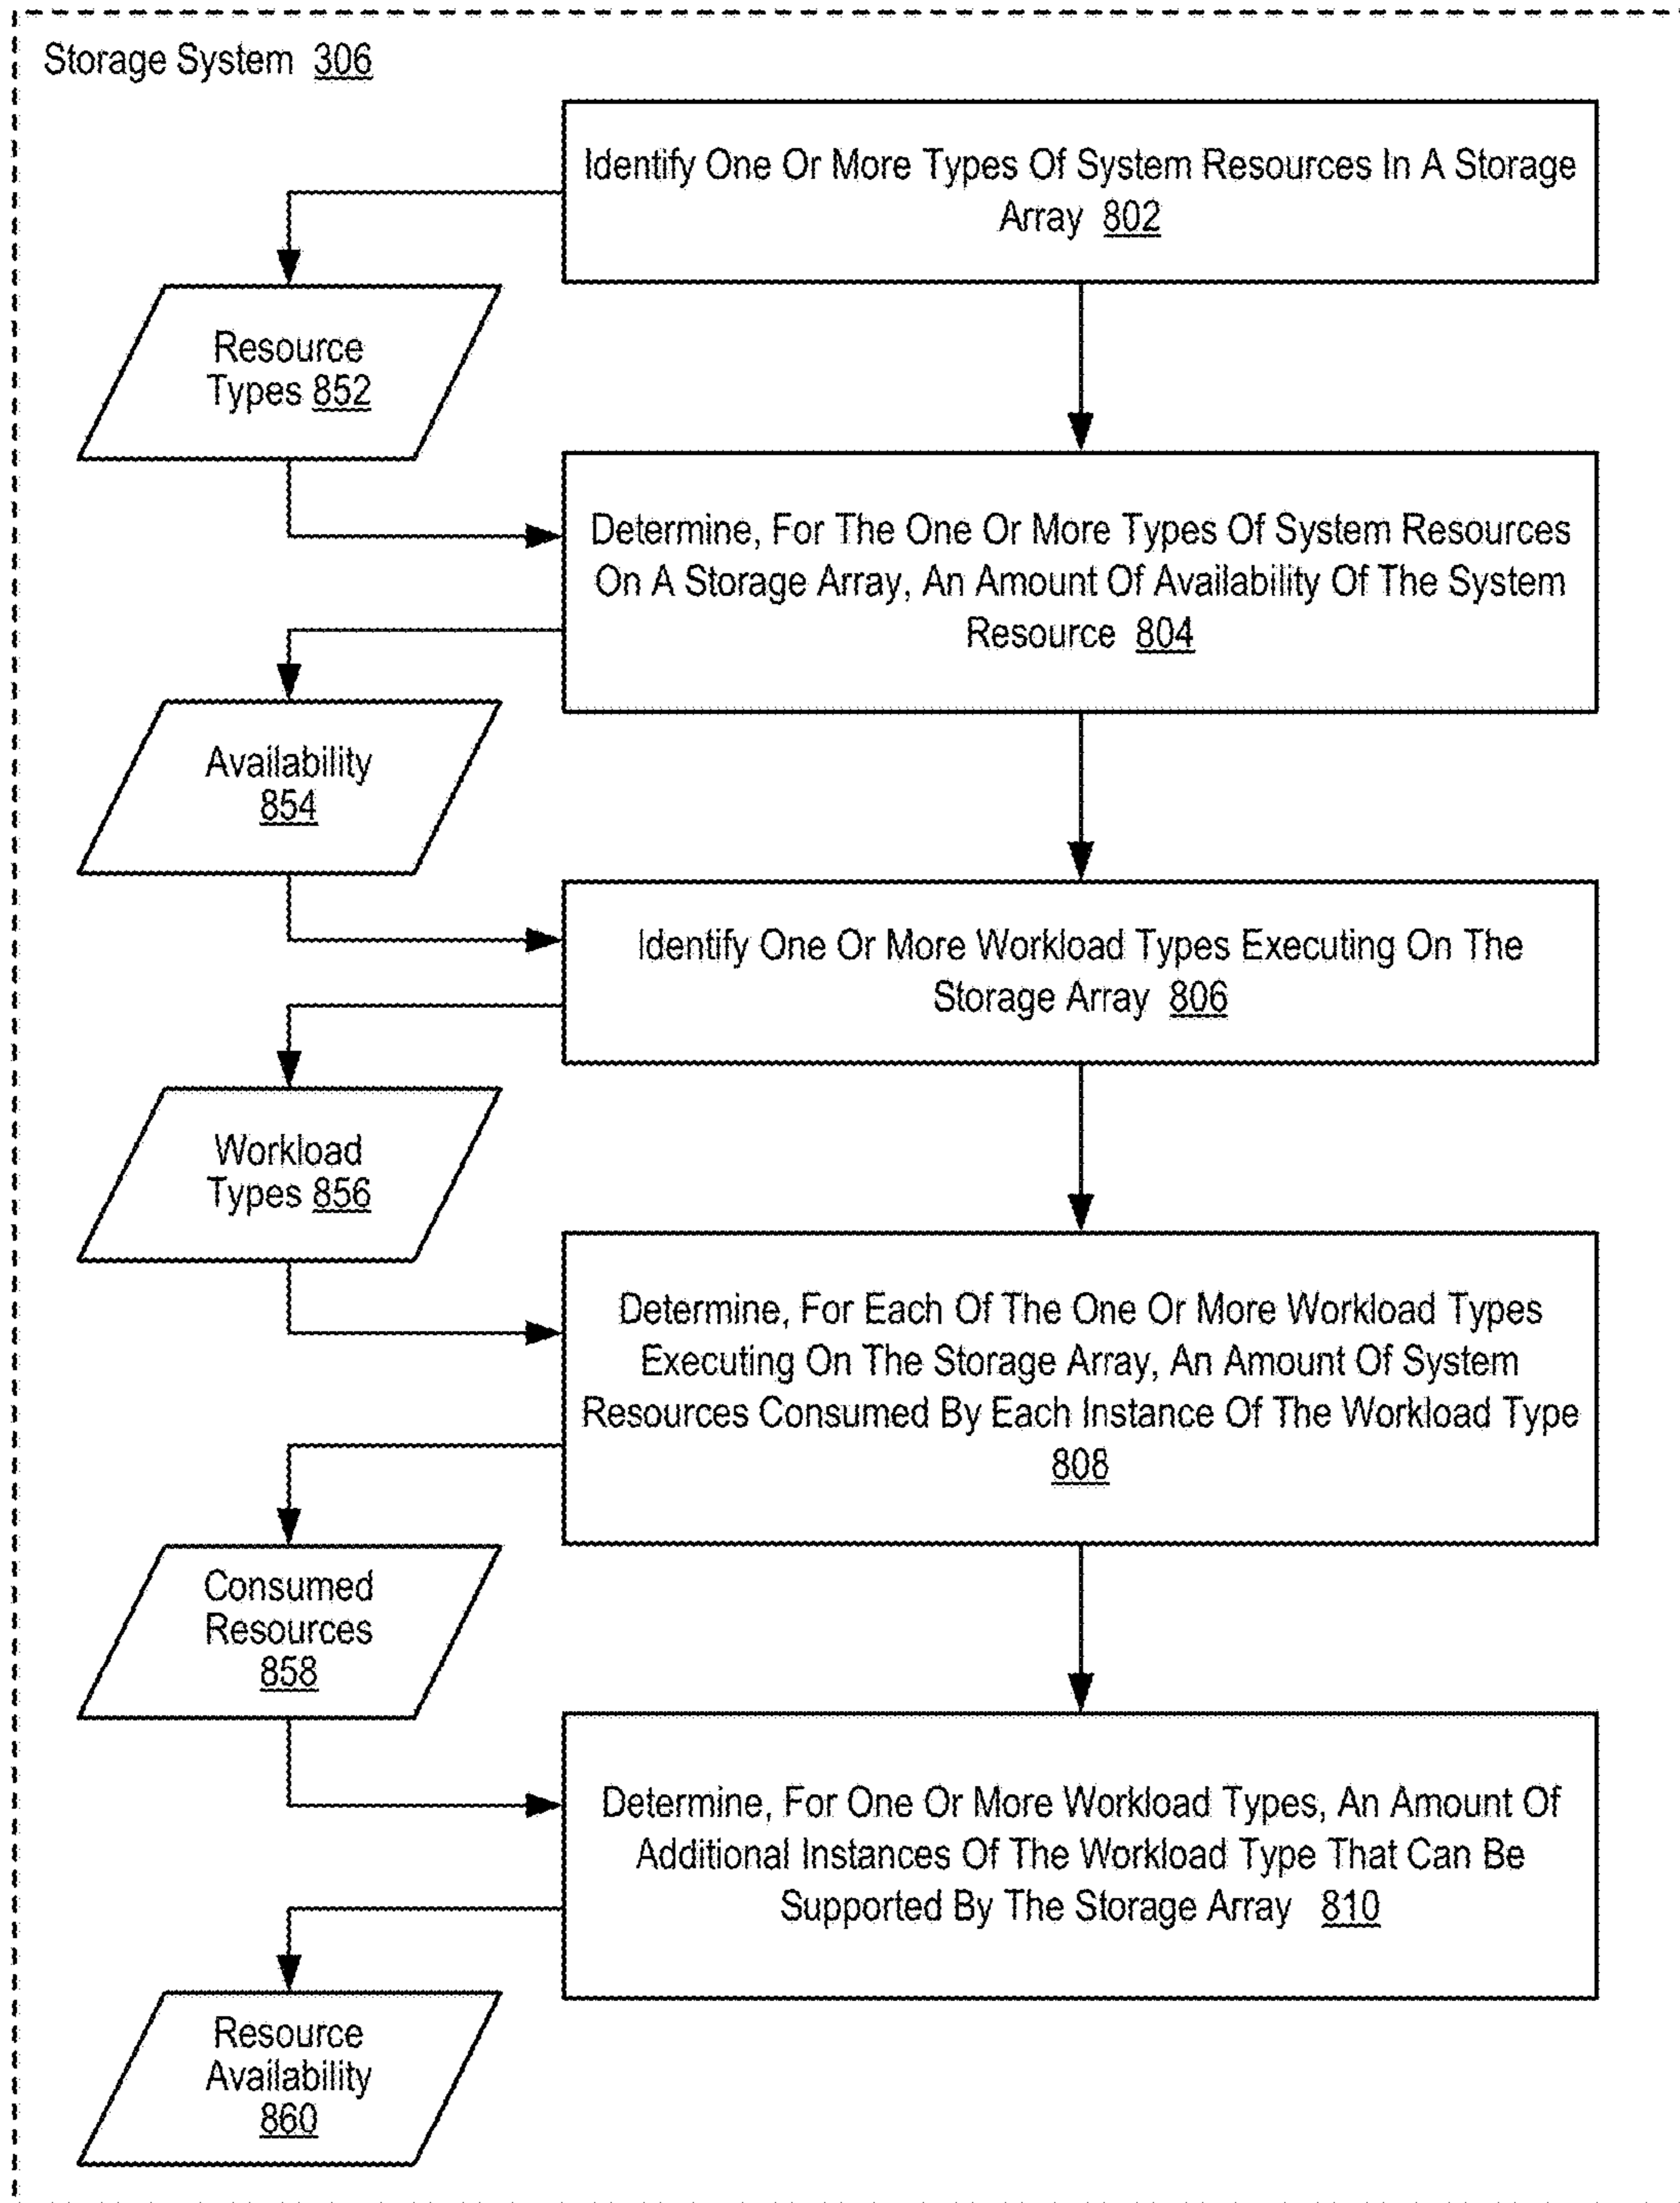 Storage System 306
Identify One Or More Types Of System Resources In A Storage
Array 802
Resource
Types 852
Determine, For The One Or More Types Of System Resources
On A Storage Array, An Amount Of Availability Of The System
Resource 804
Availability
854
Identify One Or More Workload Types Executing On The
Storage Array 806
Workload
Types 856
Determine, For Each Of The One Or More Workload Types
Executing On The Storage Array, An Amount Of System
Resources Consumed By Each Instance Of The Workload Type
808
Consumed
Resources
858
Determine, For One Or More Workload Types, An Amount Of
Additional Instances Of The Workload Type That Can Be
Supported By The Storage Array 810
Resource
Availability
860